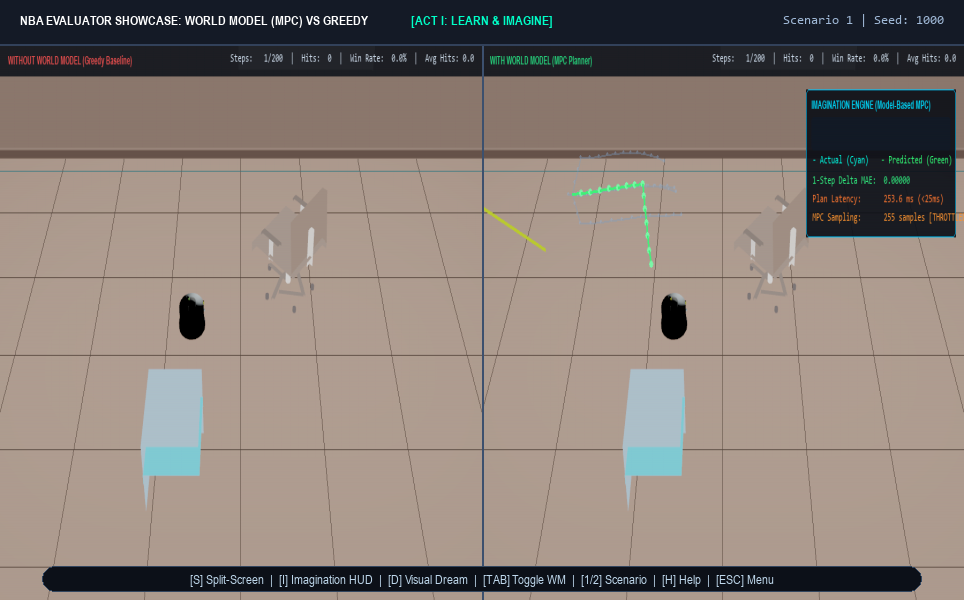 NBA EVALUATOR SHOWCASE: WORLD MODEL (MPC) VS GREEDY [ACT I: LEARN & IMAGINE] Scenario 1 | Seed: 1000
WITHOUT WORLD MODEL (Greedy Baseline) Steps: 1/200 | Hits: 0 | Win Rate: 0.0% | Avg Hits: 0.0
WITH WORLD MODEL (MPC Planner) Steps: 1/200 | Hits: 0 | Win Rate: 0.0% | Avg Hits: 0.0
IMAGINATION ENGINE (Model-Based MPC)
- Actual (Cyan) - Predicted (Green)
1-Step Delta MAE: 0.00000
Plan Latency: 253.6 ms (<25ms)
MPC Sampling: 255 samples [THROTT
[S] Split-Screen | [I] Imagination HUD | [D] Visual Dream | [TAB] Toggle WM | [1/2] Scenario | [H] Help | [ESC] Menu